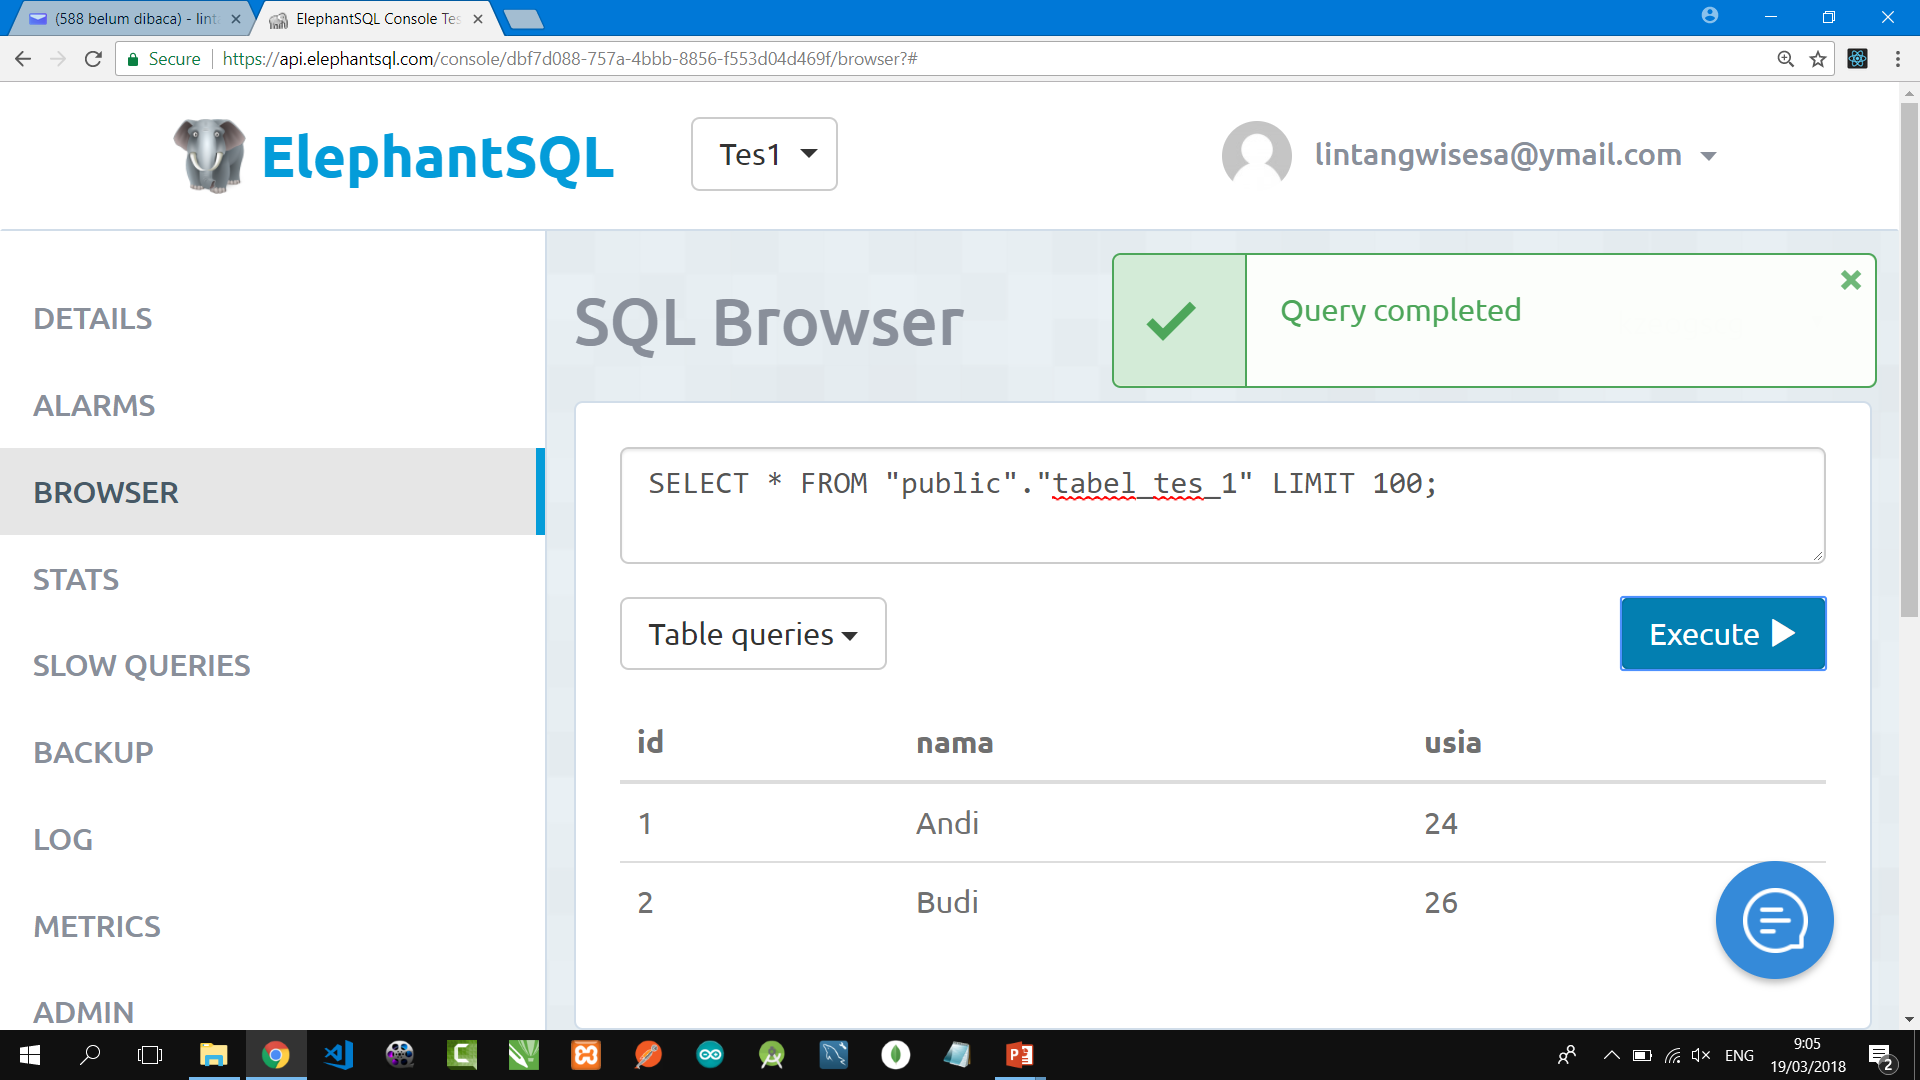 (588 belum dibaca) - lint
ElephantSQL Console Tes
Secure
https://api.elephantsql.com/console/dbf7d088-757a-4bbb-8856-f553d04d469f/browser?#
ElephantSQL
Tes1
lintangwisesa@ymail.com
DETAILS
ALARMS
BROWSER
STATS
SLOW QUERIES
BACKUP
LOG
METRICS
ADMIN
SQL Browser
Query completed
SELECT * FROM "public"."tabel_tes_1" LIMIT 100;
Table queries
Execute
id nama usia
1 Andi 24
2 Budi 26
ENG
9:05
19/03/2018
2